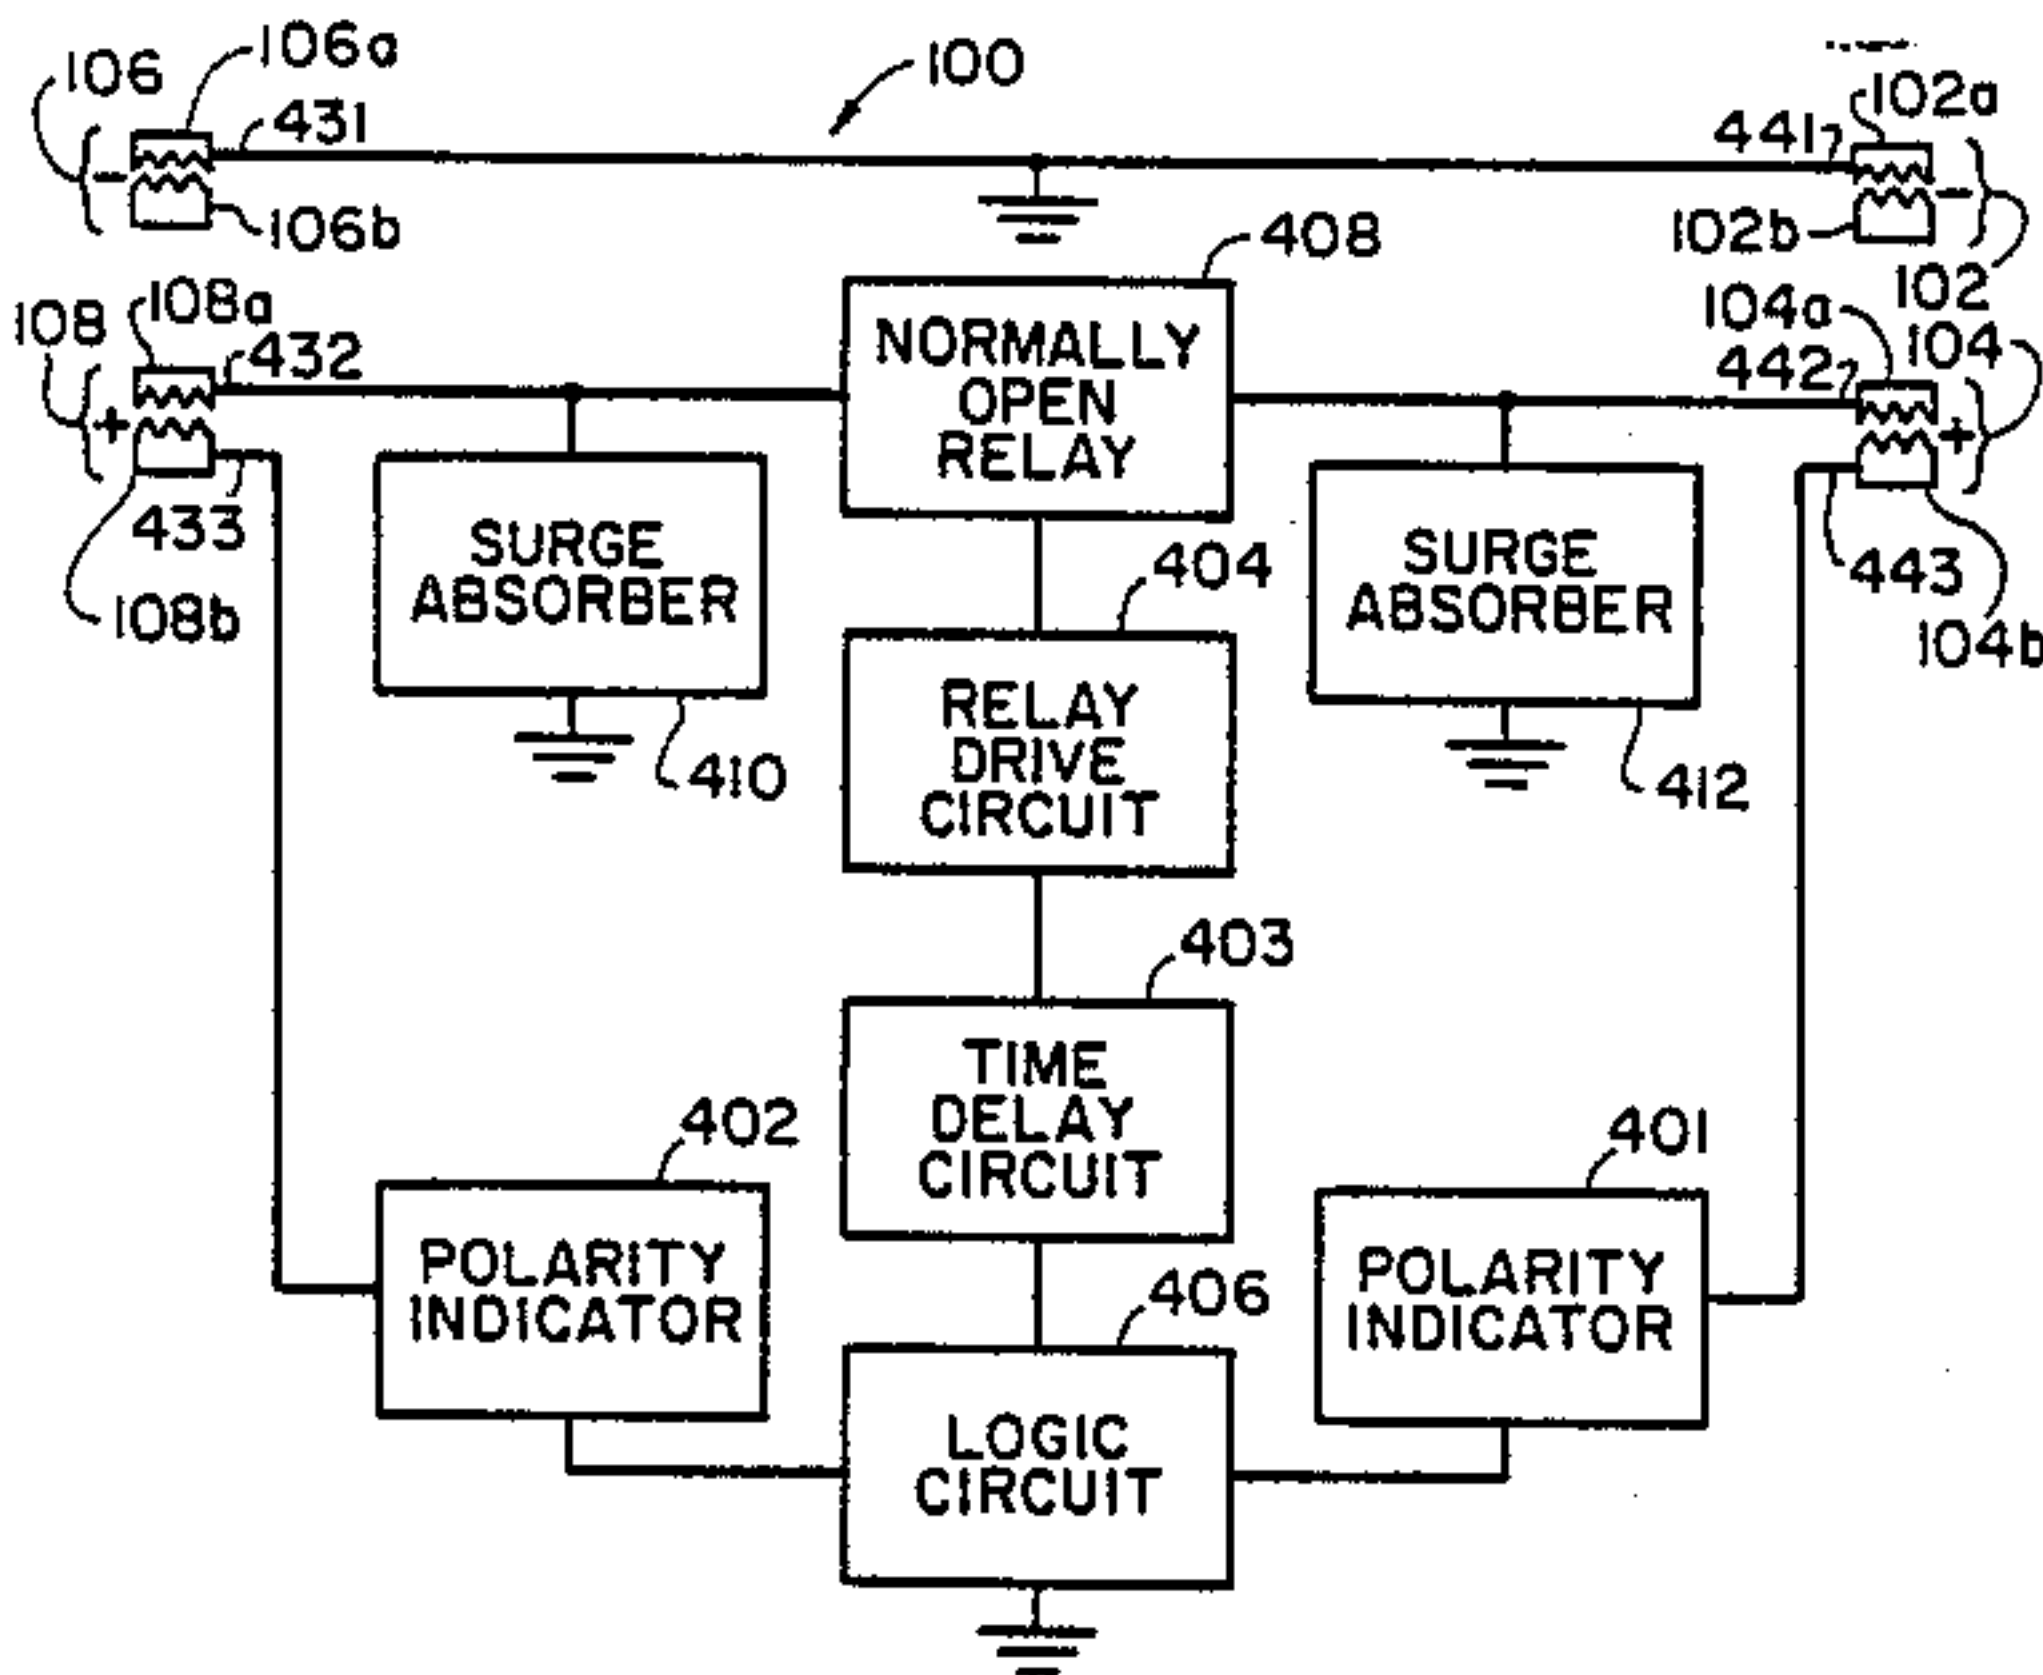 106
106a
100
102a
431
441
-
-
106b
408
102b
102
108
108a
104a
104
432
NORMALLY
OPEN
RELAY
442
+
+
433
SURGE
ABSORBER
404
SURGE
ABSORBER
443
108b
104b
RELAY
DRIVE
CIRCUIT
410
412
403
TIME
DELAY
CIRCUIT
402
401
POLARITY
INDICATOR
406
POLARITY
INDICATOR
LOGIC
CIRCUIT